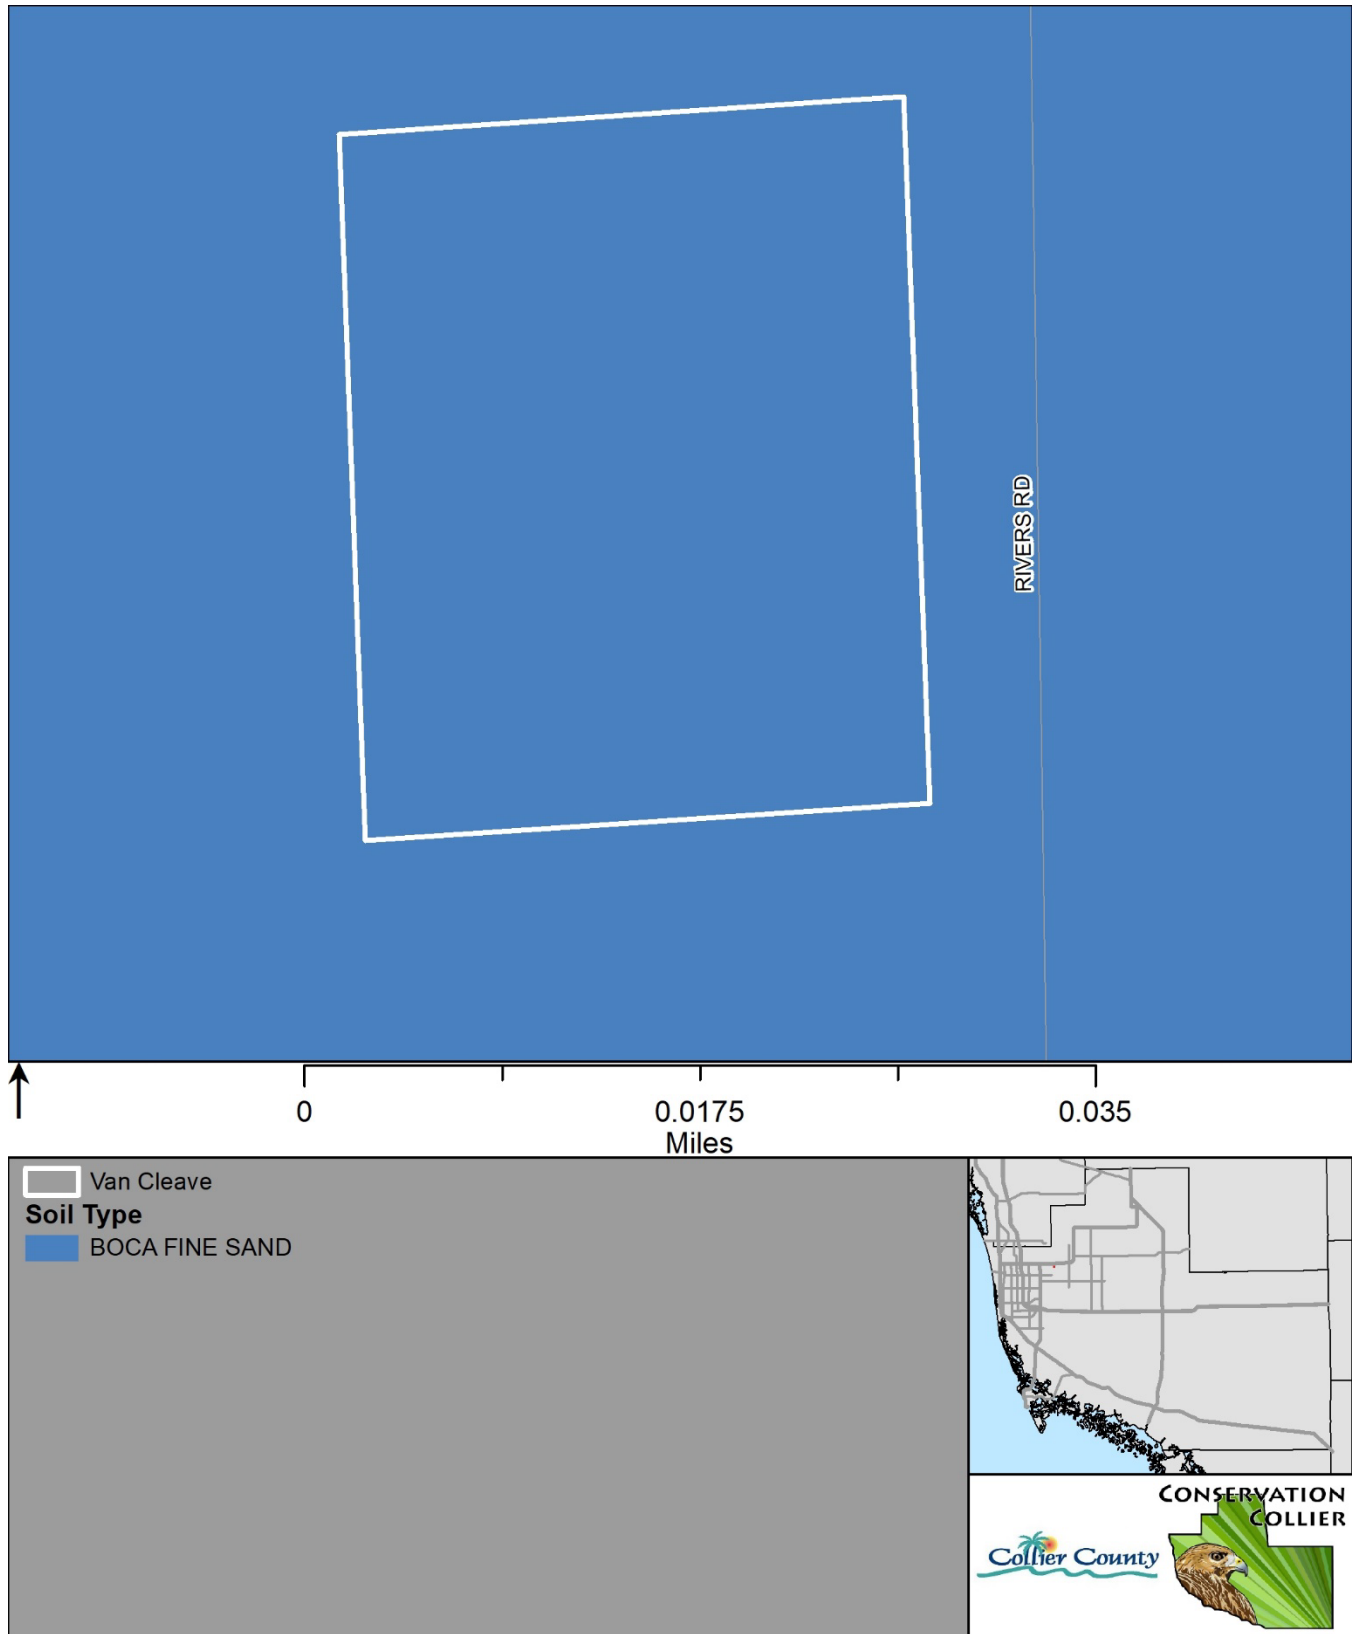 RIVERS RD
0 0.0175 0.035
Miles
Van Cleave
Soil Type
BOCA FINE SAND
CONSERVATION
COLLIER
Collier County